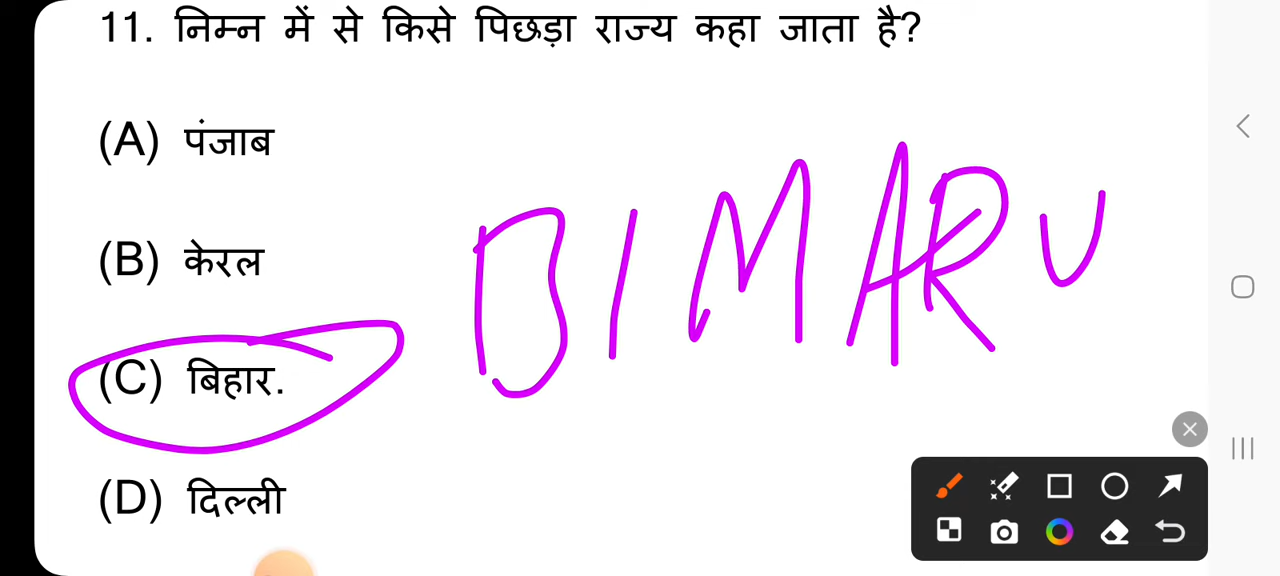 11. निम्न में से किसे पिछड़ा राज्य कहा जाता है?
(A) पंजाब
(B) केरल
BIMARU
(C) बिहार.
(D) दिल्ली